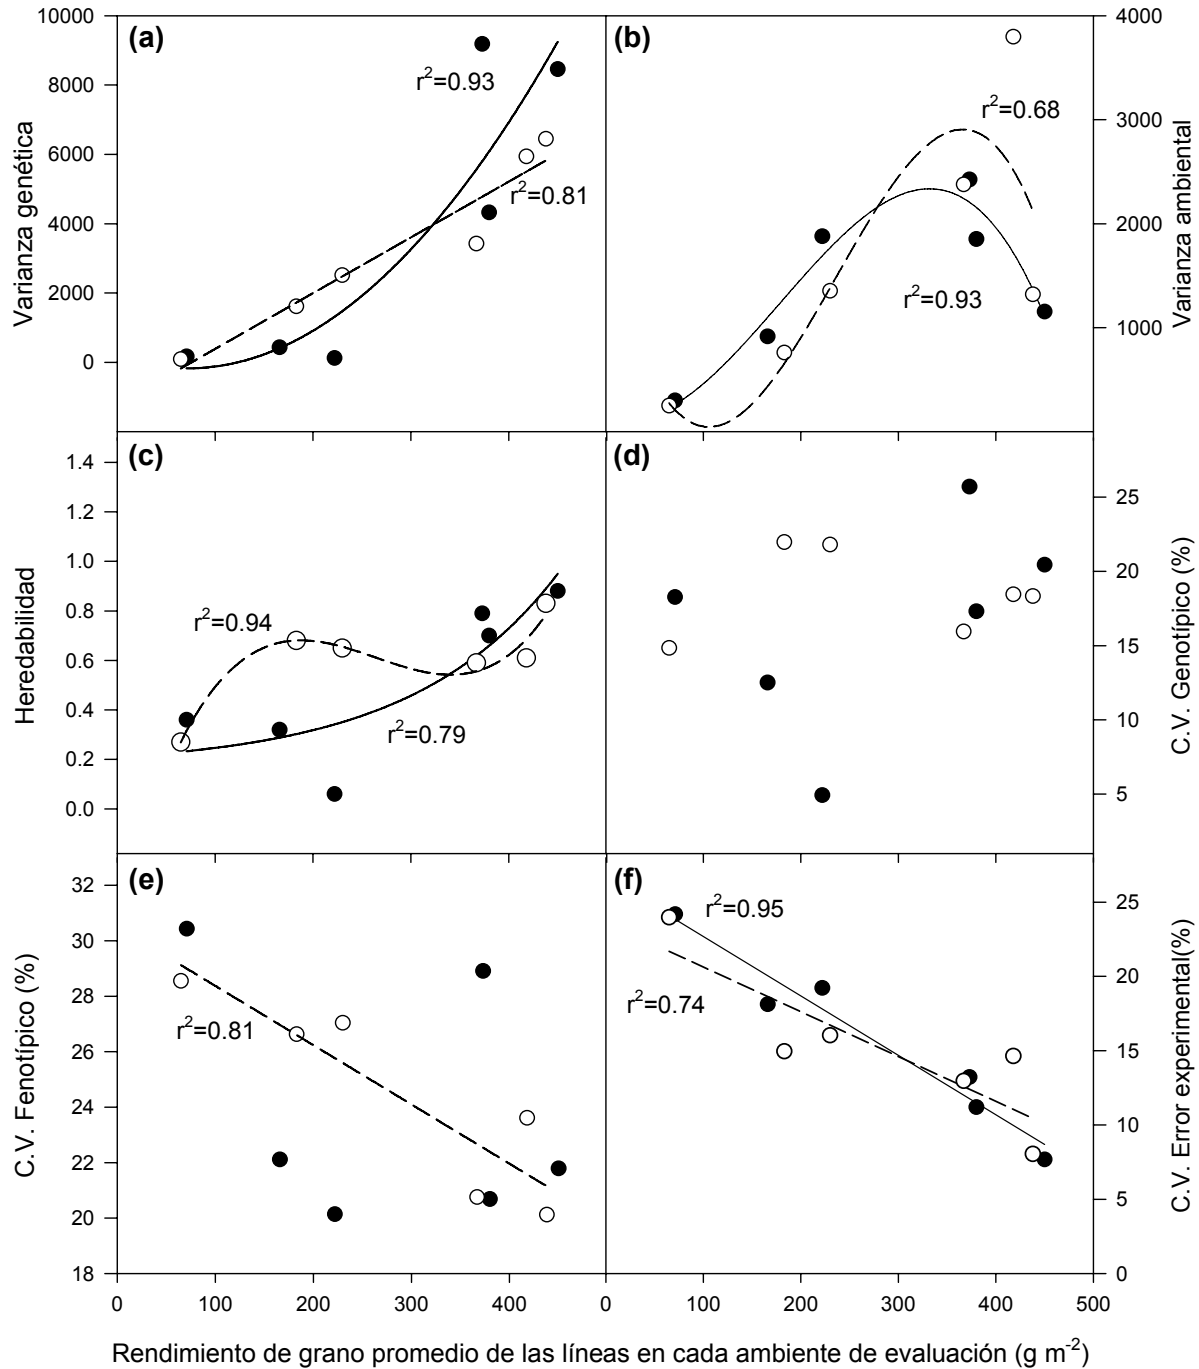 (a)
r²=0.93
r²=0.81
Varianza genética
10000
8000
6000
4000
2000
0
(b)
r²=0.68
r²=0.93
Varianza ambiental
4000
3000
2000
1000
(c)
r²=0.94
r²=0.79
Heredabilidad
1.4
1.2
1.0
0.8
0.6
0.4
0.2
0.0
(d)
C.V. Genotípico (%)
25
20
15
10
5
(e)
r²=0.81
C.V. Fenotípico (%)
32
30
28
26
24
22
20
18
0 100 200 300 400
(f)
r²=0.95
r²=0.74
C.V. Error experimental(%)
25
20
15
10
5
0
0 100 200 300 400 500
Rendimiento de grano promedio de las líneas en cada ambiente de evaluación (g m⁻²)